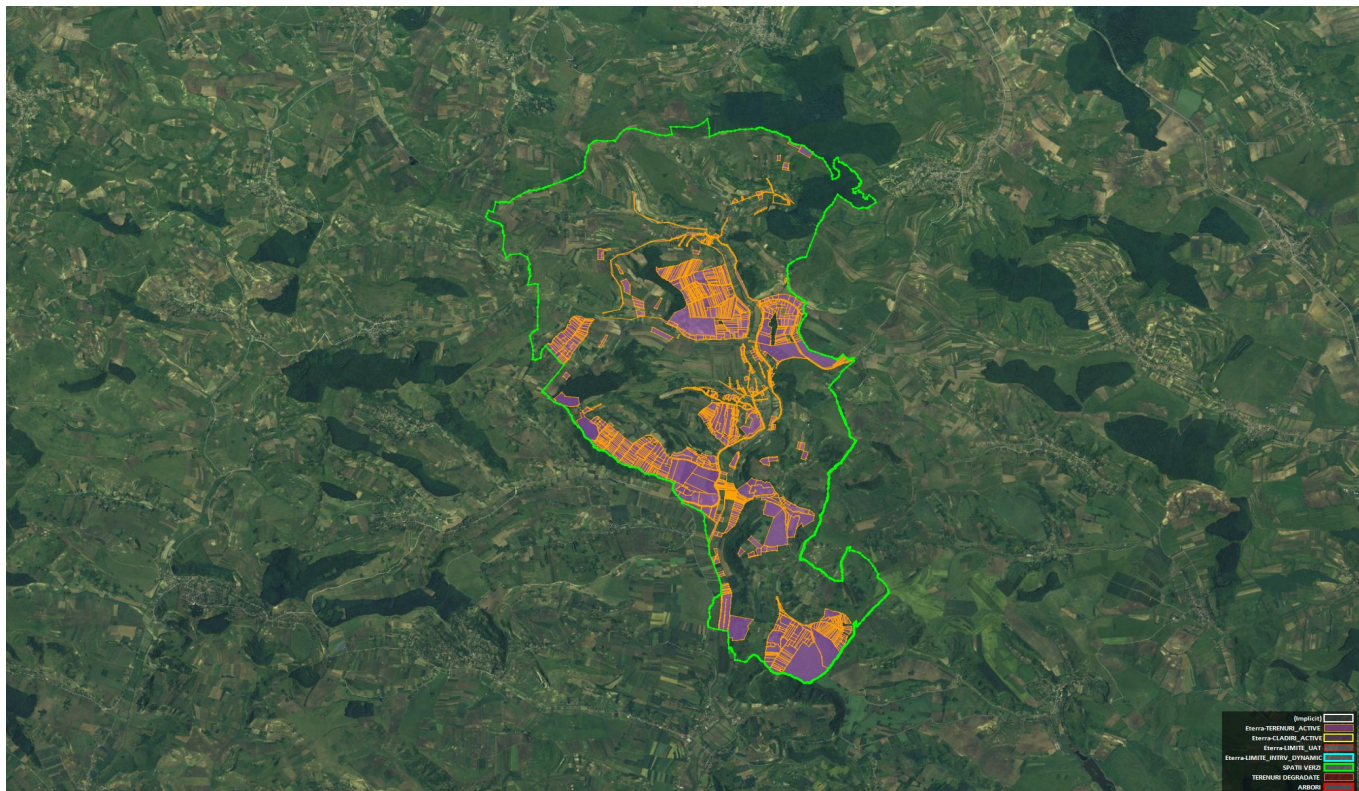 (Implicit)
Eterra-TERENURI_ACTIVE
Eterra-CLADIRI_ACTIVE
Eterra-LIMITE_UAT
Eterra-LIMITE_INTRV_DYNAMIC
SPATII VERZI
TERENURI DEGRADATE
ARBORI